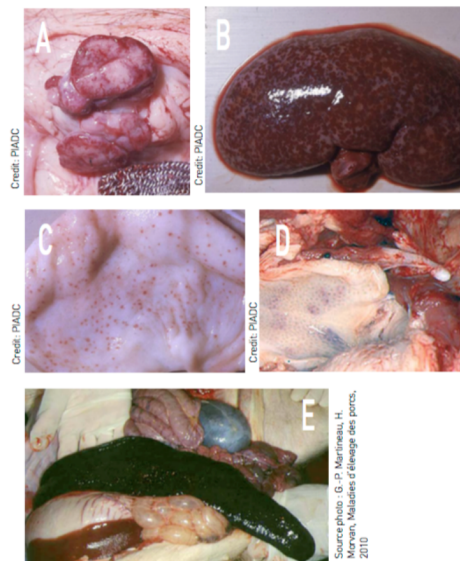 A
Credit: PIADC
B
Credit: PIADC
C
Credit: PIADC
D
Credit: PIADC
E
Source photo : G.-P. Martineau, H.
Morvan, Maladies d'élevage des porcs,
2010